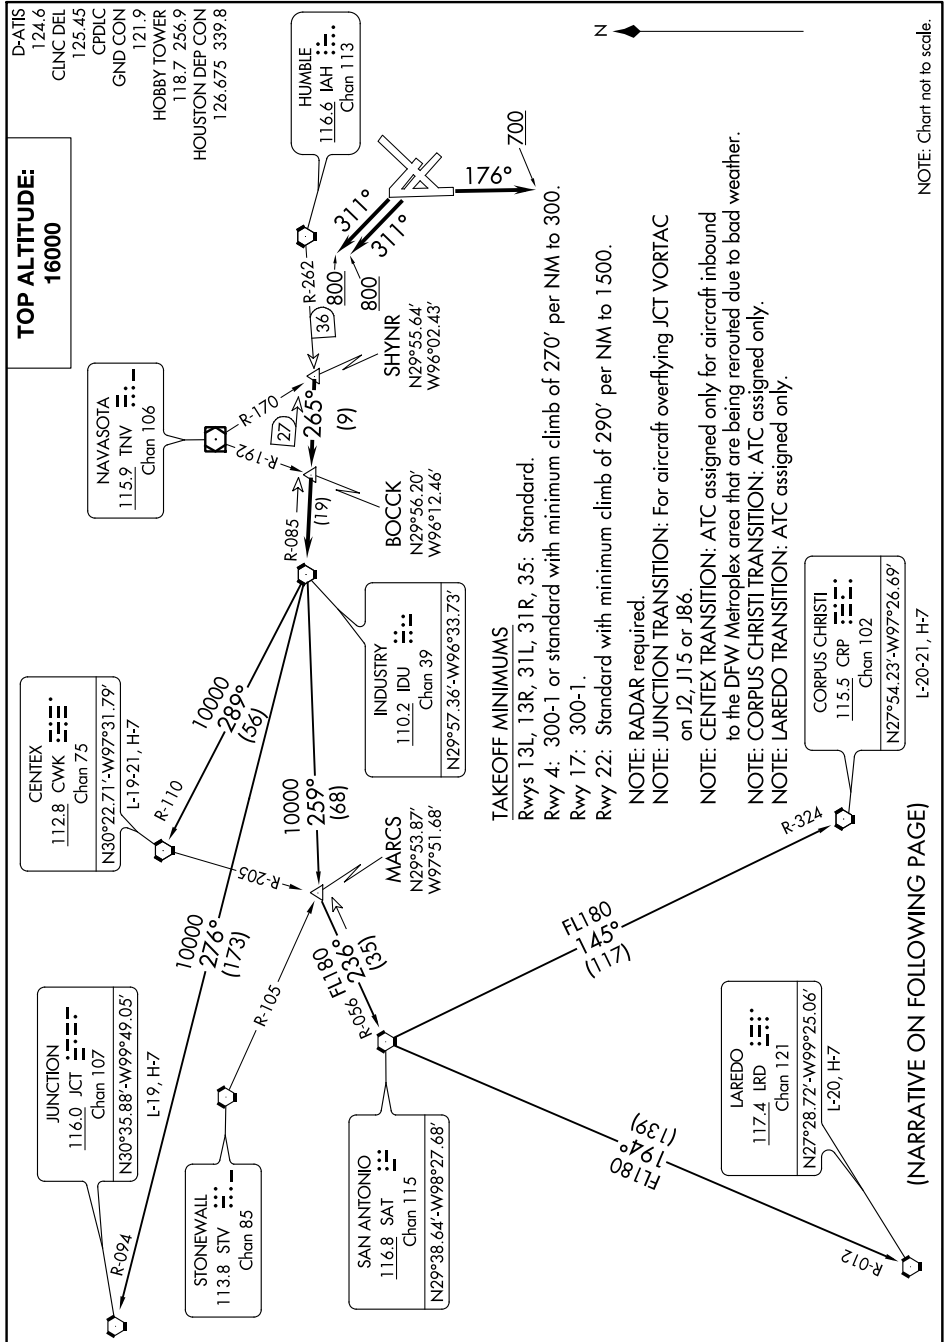 D-ATIS
124.6
CLNC DEL
125.45
CPDLC
GND CON
121.9
HOBBY TOWER
118.7 256.9
HOUSTON DEP CON
126.675 339.8
TOP ALTITUDE:
16000
HUMBLE
116.6 IAH
Chan 113
N
NAVASOTA
115.9 TNV
Chan 106
R-262
36
R-170
R-192
27
311°
311°
800
800
176°
700
SHYNR
N29°55.64'
W96°02.43'
265°
(9)
BOCCK
N29°56.20'
W96°12.46'
R-085
(19)
INDUSTRY
110.2 IDU
Chan 39
N29°57.36'-W96°33.73'
CENTEX
112.8 CWK
Chan 75
N30°22.71'-W97°31.79'
L-19-21, H-7
10000
289°
(56)
R-110
10000
259°
(68)
R-205
MARCS
N29°53.87'
W97°51.68'
10000
276°
(173)
JUNCTION
116.0 JCT
Chan 107
N30°35.88'-W99°49.05'
L-19, H-7
R-094
R-105
STONEWALL
113.8 STV
Chan 85
FL180
236°
(35)
R-056
SAN ANTONIO
116.8 SAT
Chan 115
N29°38.64'-W98°27.68'
FL180
145°
(117)
R-324
CORPUS CHRISTI
115.5 CRP
Chan 102
N27°54.23'-W97°26.69'
L-20-21, H-7
FL180
194°
(139)
R-012
LAREDO
117.4 LRD
Chan 121
N27°28.72'-W99°25.06'
L-20, H-7
TAKEOFF MINIMUMS
Rwys 13L, 13R, 31L, 31R, 35: Standard.
Rwy 4: 300-1 or standard with minimum climb of 270' per NM to 300.
Rwy 17: 300-1.
Rwy 22: Standard with minimum climb of 290' per NM to 1500.
NOTE: RADAR required.
NOTE: JUNCTION TRANSITION: For aircraft overflying JCT VORTAC
on J2, J15 or J86.
NOTE: CENTEX TRANSITION: ATC assigned only for aircraft inbound
to the DFW Metroplex area that are being rerouted due to bad weather.
NOTE: CORPUS CHRISTI TRANSITION: ATC assigned only.
NOTE: LAREDO TRANSITION: ATC assigned only.
(NARRATIVE ON FOLLOWING PAGE)
NOTE: Chart not to scale.